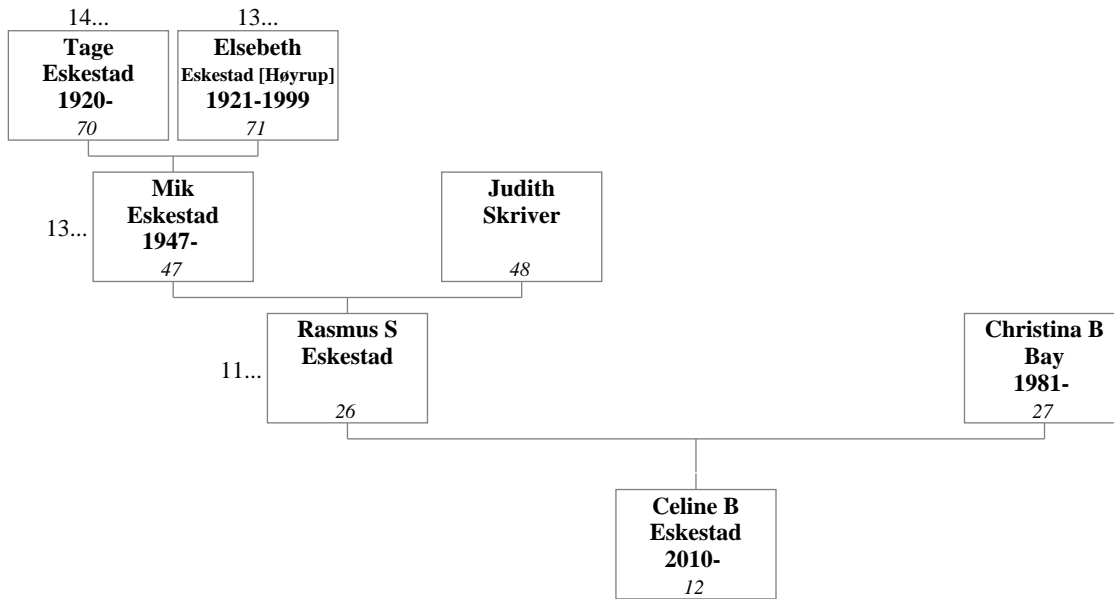 14...
13...
Tage
Eskestad
1920-
70
Elsebeth
Eskestad [Høyrup]
1921-1999
71
13...
Mik
Eskestad
1947-
47
Judith
Skriver
48
11...
Rasmus S
Eskestad
26
Christina B
Bay
1981-
27
Celine B
Eskestad
2010-
12